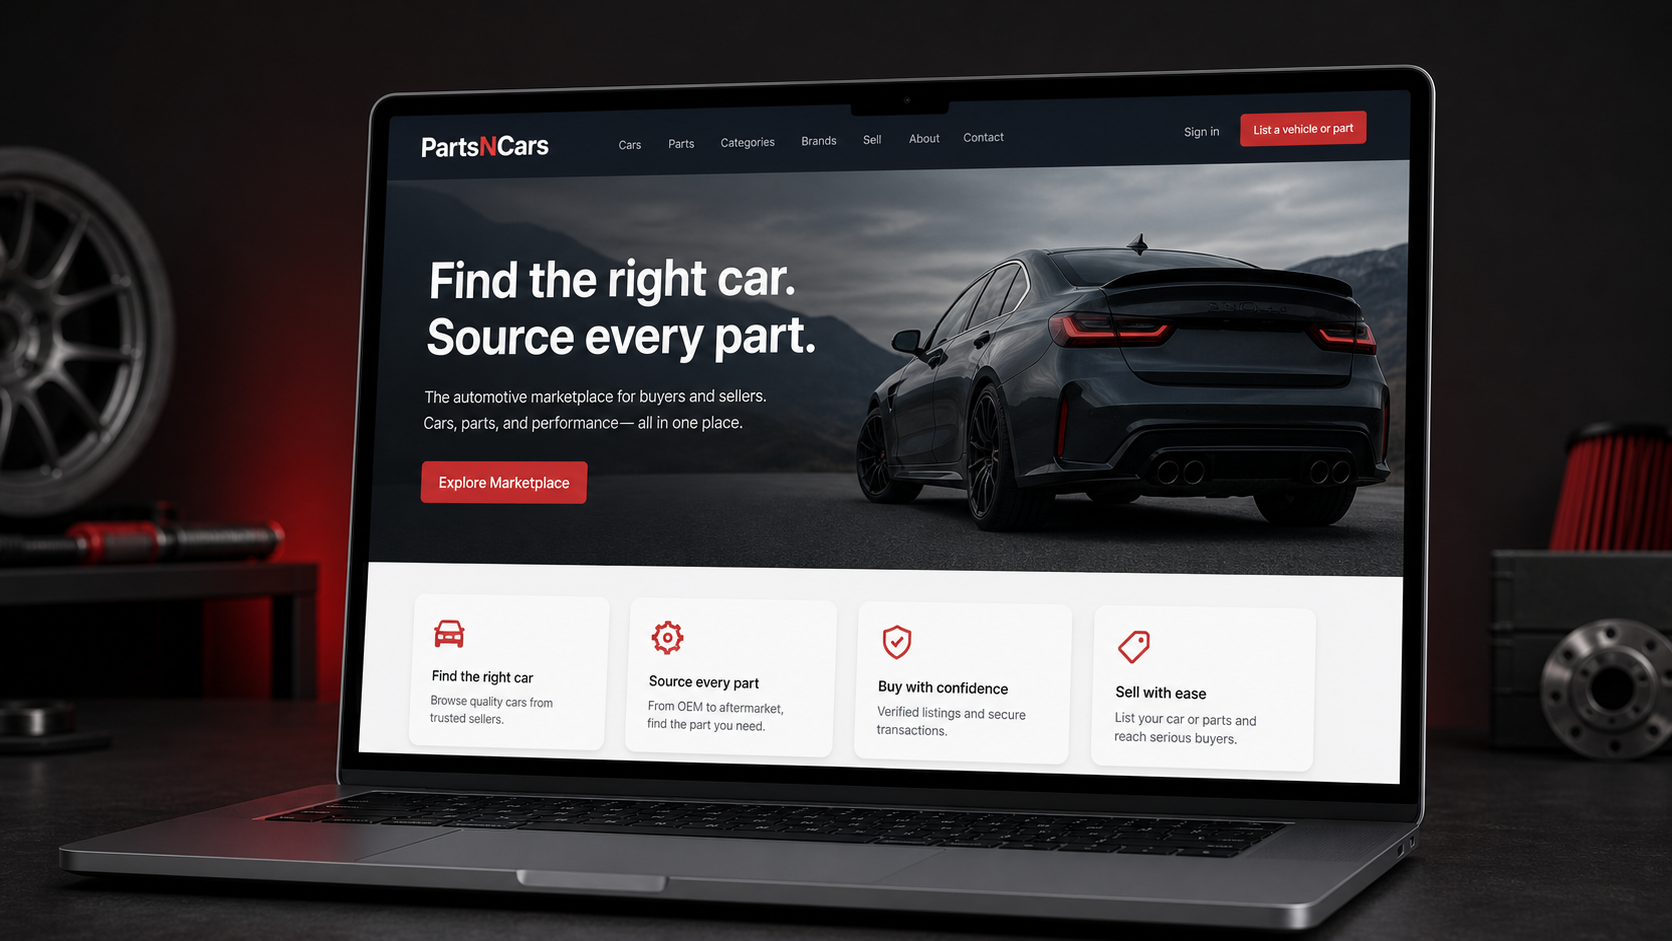 PartsNCars
Cars Parts Categories Brands Sell About Contact
Sign in
List a vehicle or part
Find the right car.
Source every part.
The automotive marketplace for buyers and sellers.
Cars, parts, and performance— all in one place.
Explore Marketplace
Find the right car
Browse quality cars from
trusted sellers.
Source every part
From OEM to aftermarket,
find the part you need.
Buy with confidence
Verified listings and secure
transactions.
Sell with ease
List your car or parts and
reach serious buyers.